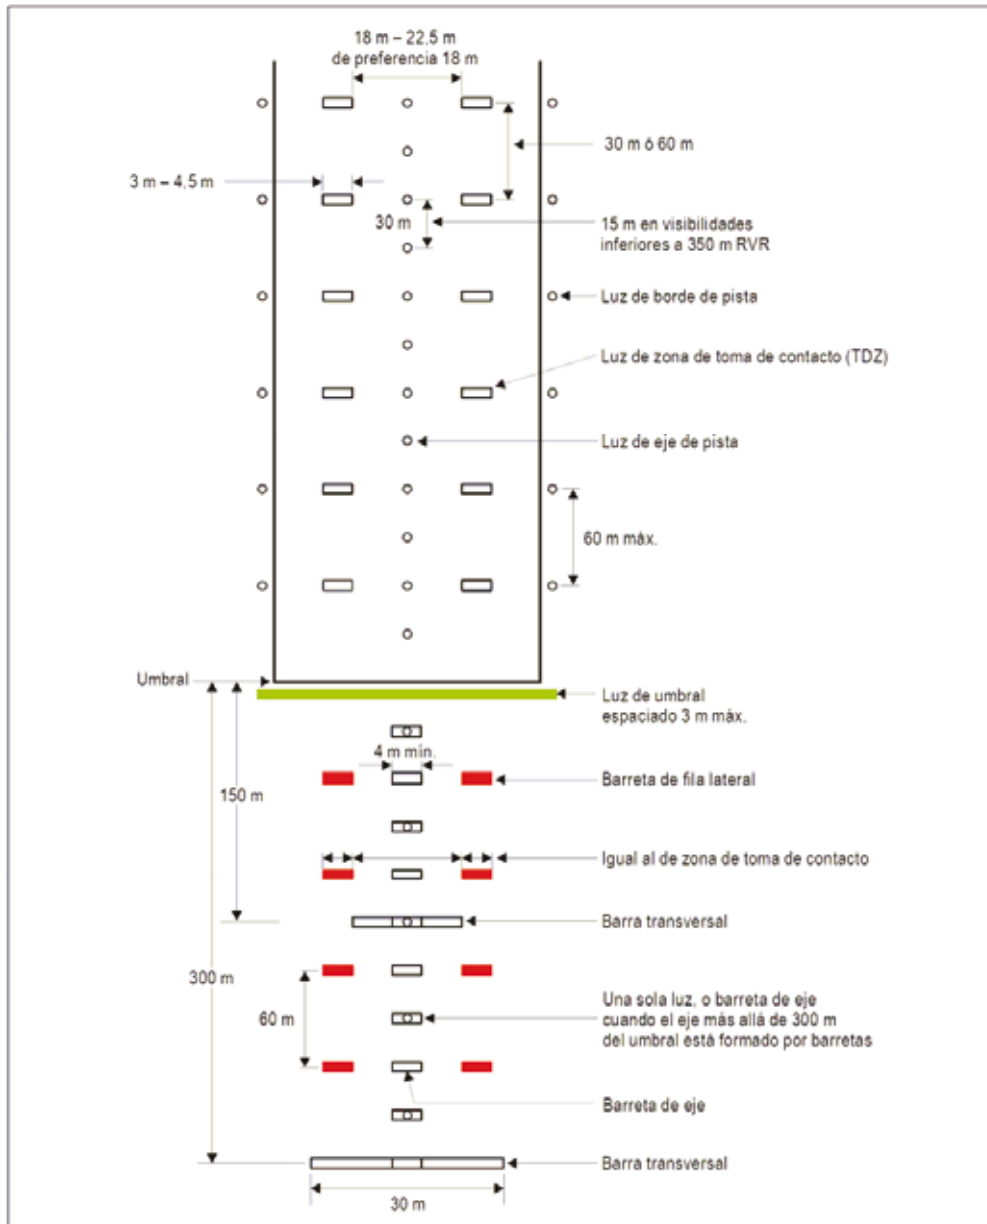 18 m – 22,5 m
de preferencia 18 m
30 m ó 60 m
3 m – 4,5 m
30 m
15 m en visibilidades
inferiores a 350 m RVR
Luz de borde de pista
Luz de zona de toma de contacto (TDZ)
Luz de eje de pista
60 m máx.
Umbral
Luz de umbral
espaciado 3 m máx.
4 m mín.
Barreta de fila lateral
150 m
Igual al de zona de toma de contacto
Barra transversal
300 m
60 m
Una sola luz, o barreta de eje
cuando el eje más allá de 300 m
del umbral está formado por barretas
Barreta de eje
Barra transversal
30 m